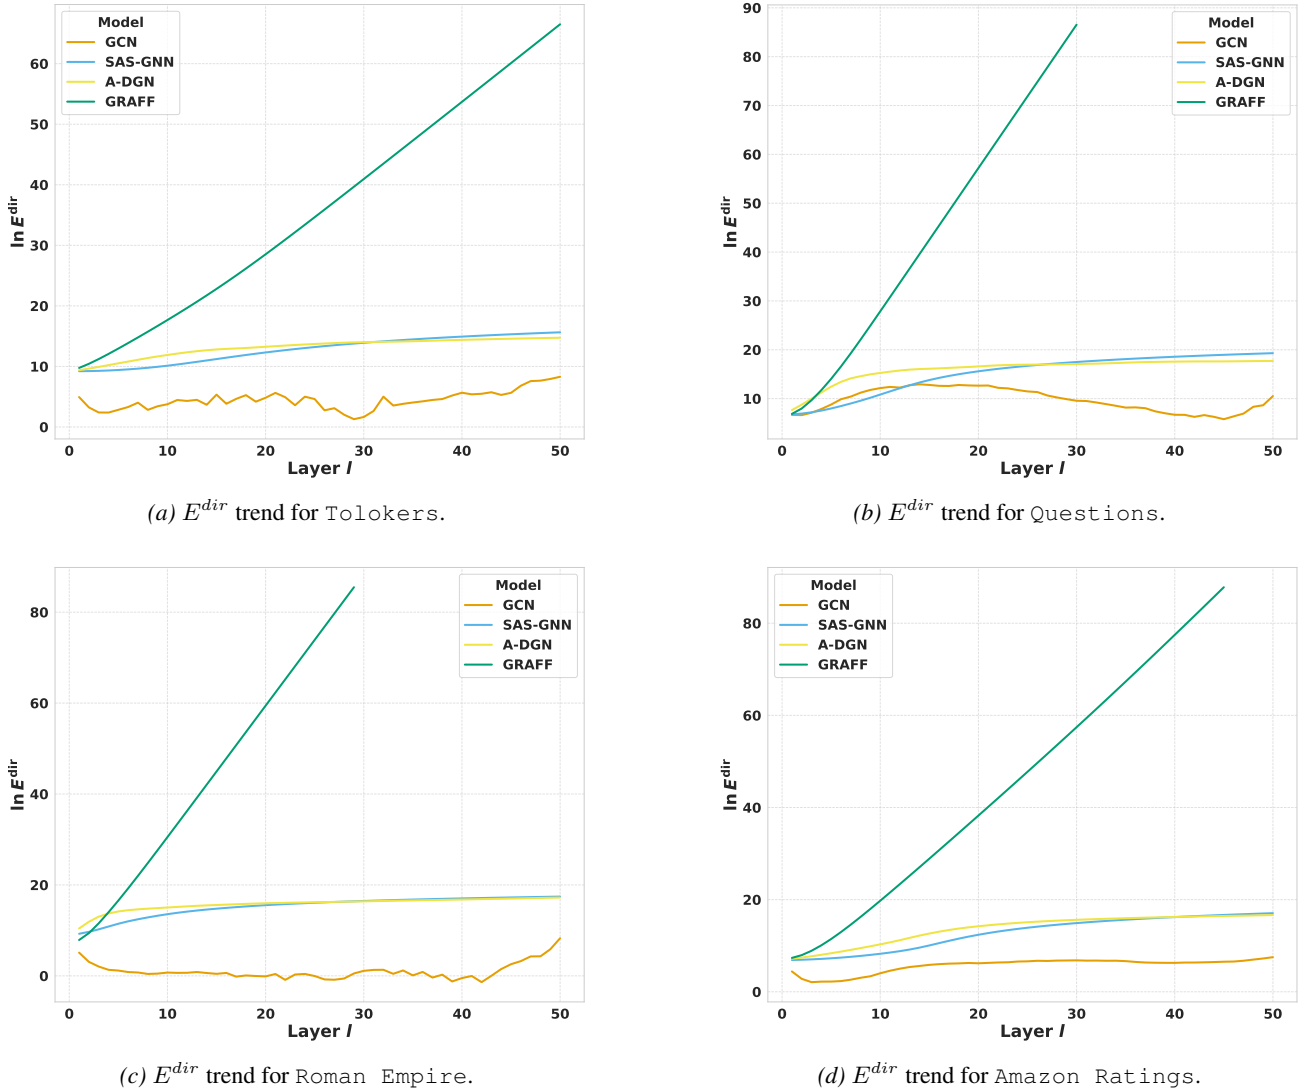 Model
GCN
SAS-GNN
A-DGN
GRAFF
60
50
40
30
20
10
0
ln E^dir
0 10 20 30 40 50
Layer l
(a) E^dir trend for Tolokers.
90
80
70
60
50
40
30
20
10
ln E^dir
Model
GCN
SAS-GNN
A-DGN
GRAFF
0 10 20 30 40 50
Layer l
(b) E^dir trend for Questions.
80
60
40
20
0
ln E^dir
Model
GCN
SAS-GNN
A-DGN
GRAFF
0 10 20 30 40 50
Layer l
(c) E^dir trend for Roman Empire.
Model
GCN
SAS-GNN
A-DGN
GRAFF
80
60
40
20
0
ln E^dir
0 10 20 30 40 50
Layer l
(d) E^dir trend for Amazon Ratings.